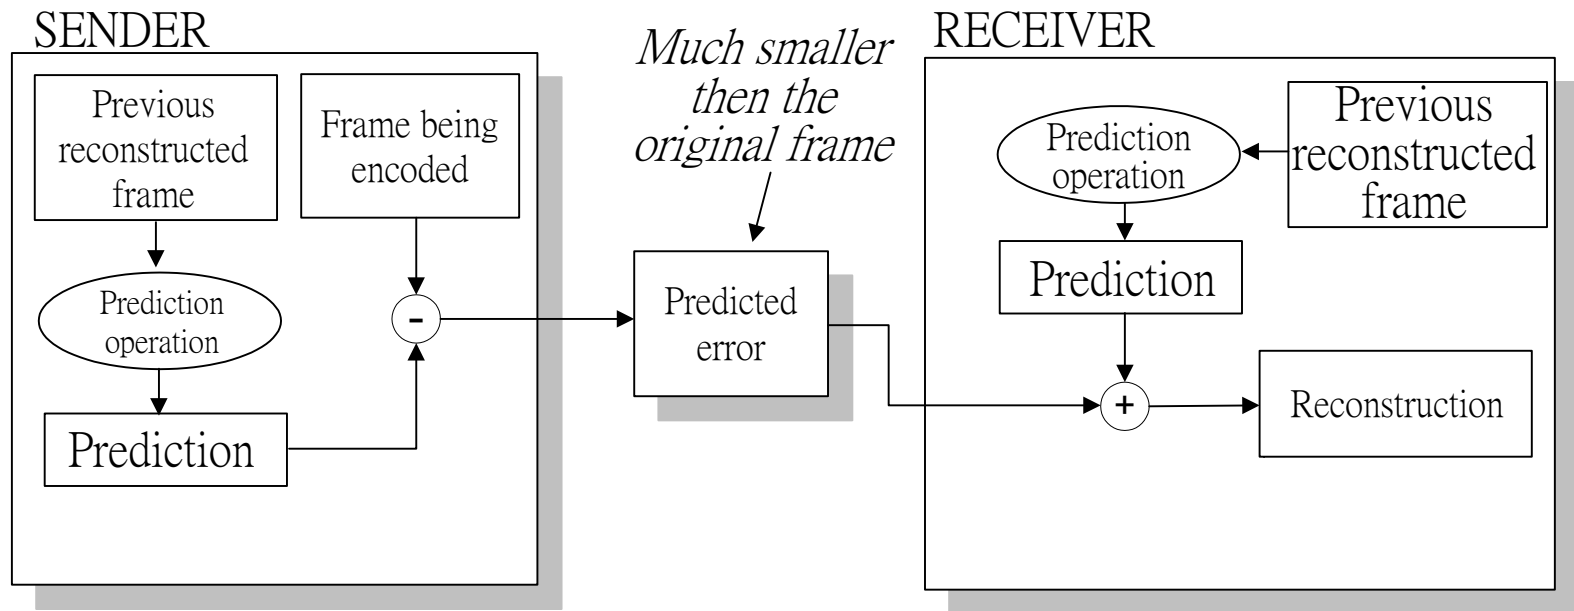 SENDER
Previous
reconstructed
frame
Frame being
encoded
Prediction
operation
-
Prediction
Much smaller
then the
original frame
Predicted
error
RECEIVER
Prediction
operation
Previous
reconstructed
frame
Prediction
+
Reconstruction